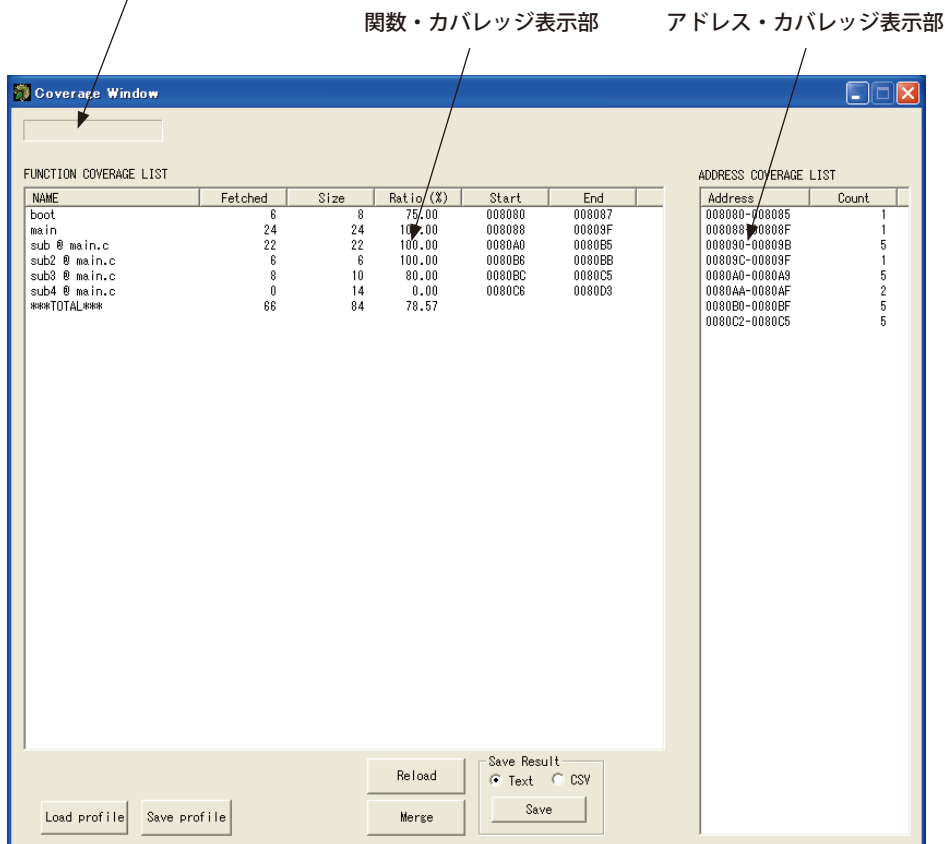 関数・カバレッジ表示部 アドレス・カバレッジ表示部
Coverage Window
FUNCTION COVERAGE LIST ADDRESS COVERAGE LIST
NAME Fetched Size Ratio (%) Start End Address Count
boot 6 8 75.00 008080 008087 008080-008085 1
main 24 24 100.00 008088 00809F 008088-00808F 1
sub @ main.c 22 22 100.00 0080A0 0080B5 008090-00809B 5
sub2 @ main.c 6 6 100.00 0080B6 0080BB 00809C-00809F 1
sub3 @ main.c 8 10 80.00 0080BC 0080C5 0080A0-0080A9 5
sub4 @ main.c 0 14 0.00 0080C6 0080D3 0080AA-0080AF 2
***TOTAL*** 66 84 78.57 0080B0-0080BF 5
0080C2-0080C5 5
Save Result
Reload Text CSV
Load profile Save profile Merge Save